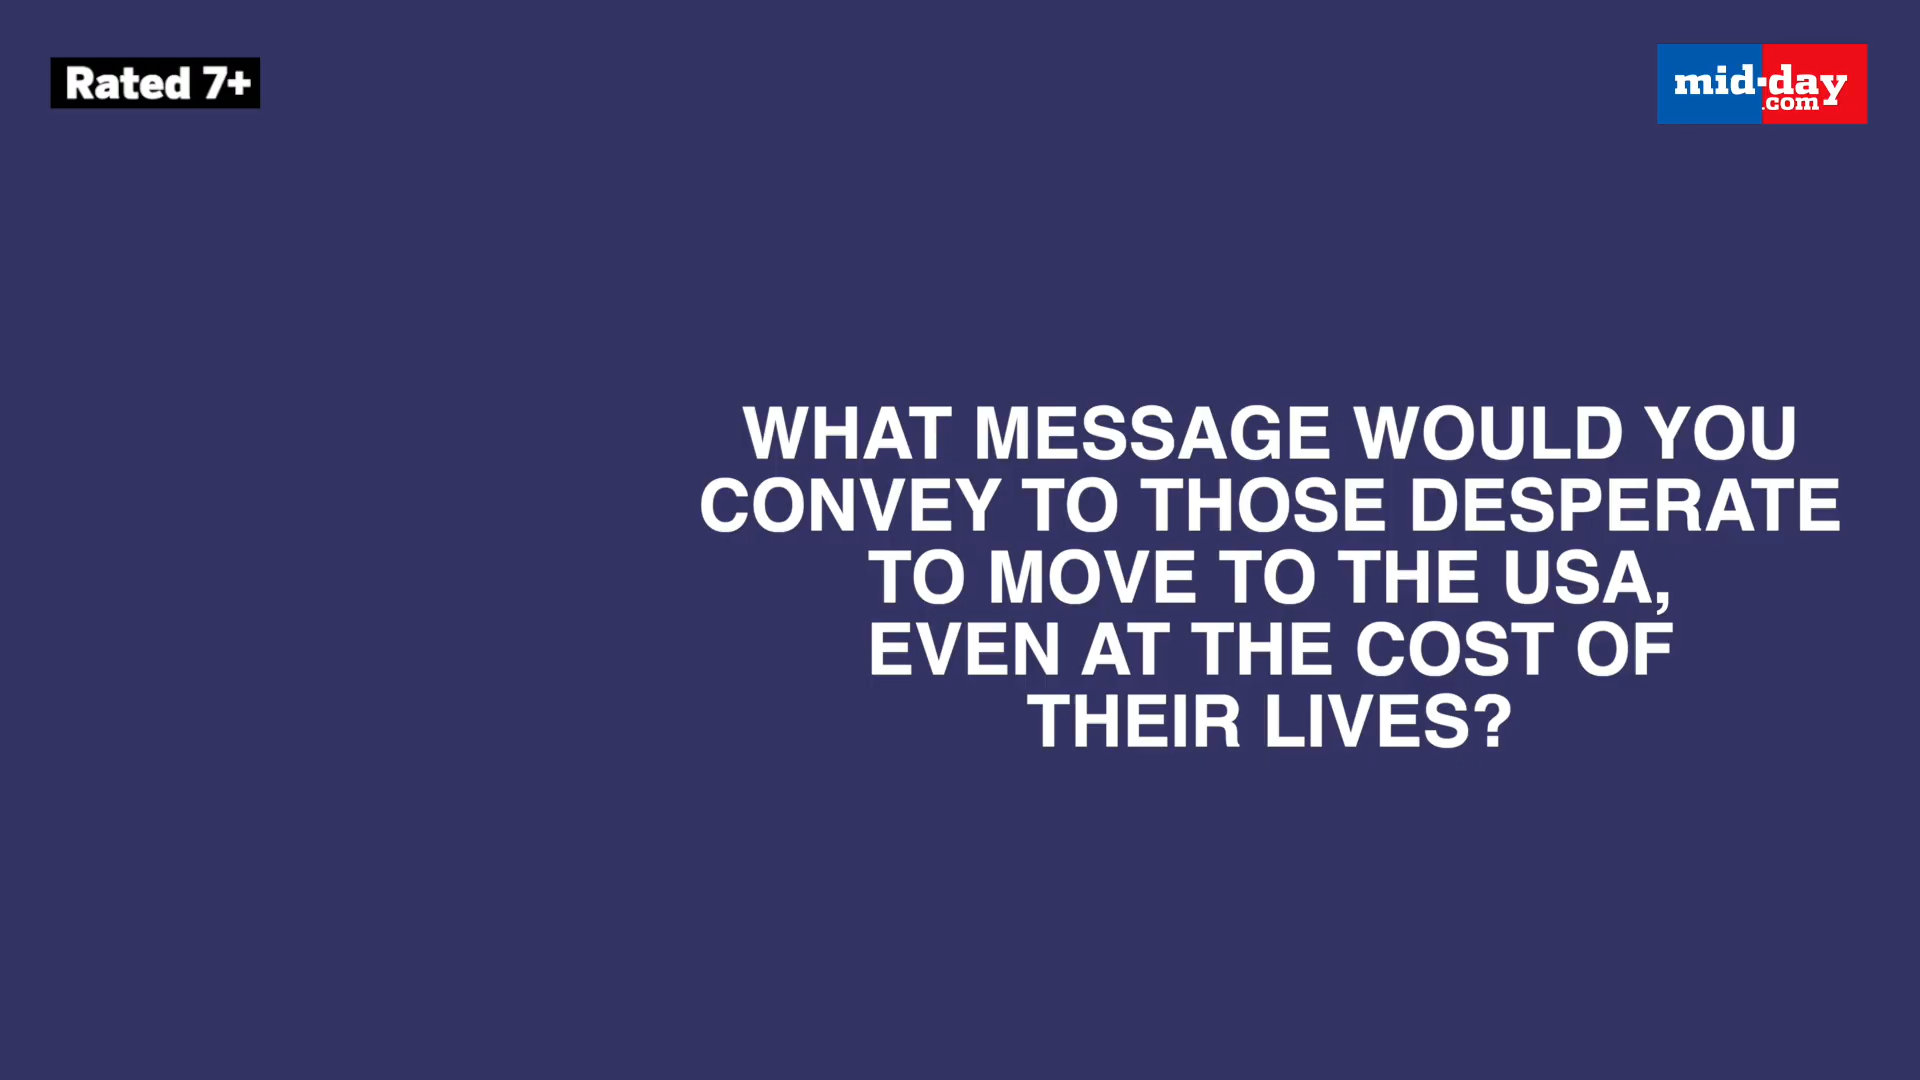 Rated 7+
mid-day
.com
WHAT MESSAGE WOULD YOU
CONVEY TO THOSE DESPERATE
TO MOVE TO THE USA,
EVEN AT THE COST OF
THEIR LIVES?